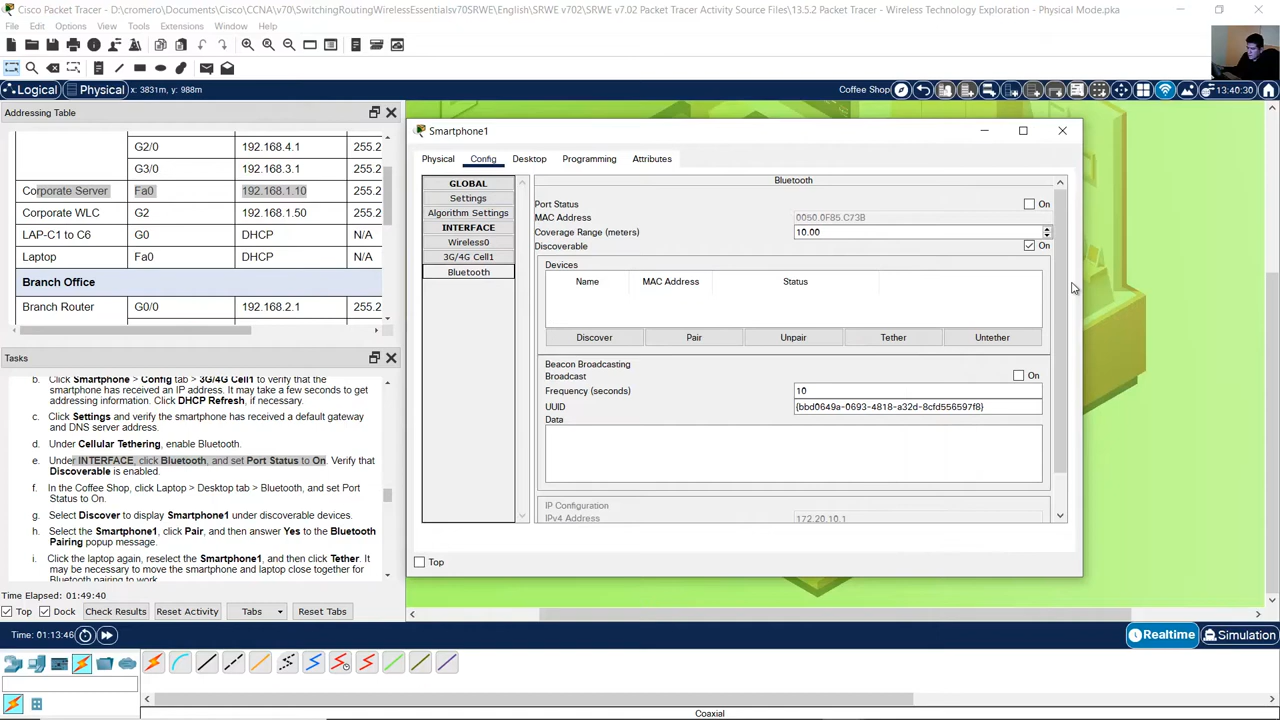 Cisco Packet Tracer - D:\cromero\Documents\Cisco\CCNA\v70\SwitchingRoutingWirelessEssentialsv70SRWE\English\SRWE v702\SRWE v7.02 Packet Tracer Activity Source Files\13.5.2 Packet Tracer - Wireless Technology Exploration - Physical Mode.pka
File Edit Options View Tools Extensions Window Help
Logical Physical x: 3831m, y: 988m Coffee Shop 13:40:30
Addressing Table
G2/0 192.168.4.1 255.2
G3/0 192.168.3.1 255.2
Corporate Server Fa0 192.168.1.10 255.2
Corporate WLC G2 192.168.1.50 255.2
LAP-C1 to C6 G0 DHCP N/A
Laptop Fa0 DHCP N/A
Branch Office
Branch Router G0/0 192.168.2.1 255.2
Tasks
b. Click Smartphone > Config tab > 3G/4G Cell1 to verify that the
smartphone has received an IP address. It may take a few seconds to get
addressing information. Click DHCP Refresh, if necessary.
c. Click Settings and verify the smartphone has received a default gateway
and DNS server address.
d. Under Cellular Tethering, enable Bluetooth.
e. Under INTERFACE, click Bluetooth, and set Port Status to On. Verify that
Discoverable is enabled.
f. In the Coffee Shop, click Laptop > Desktop tab > Bluetooth, and set Port
Status to On.
g. Select Discover to display Smartphone1 under discoverable devices.
h. Select the Smartphone1, click Pair, and then answer Yes to the Bluetooth
Pairing popup message.
i. Click the laptop again, reselect the Smartphone1, and then click Tether. It
may be necessary to move the smartphone and laptop close together for
Bluetooth pairing to work.
Time Elapsed: 01:49:40
Top Dock Check Results Reset Activity Tabs Reset Tabs
Smartphone1
Physical Config Desktop Programming Attributes
GLOBAL
Settings
Algorithm Settings
INTERFACE
Wireless0
3G/4G Cell1
Bluetooth
Bluetooth
Port Status On
MAC Address 0050.0F85.C73B
Coverage Range (meters) 10.00
Discoverable On
Devices
Name MAC Address Status
Discover Pair Unpair Tether Untether
Beacon Broadcasting
Broadcast On
Frequency (seconds) 10
UUID {bbd0649a-0693-4818-a32d-8cfd556597f8}
Data
IP Configuration
IPv4 Address 172.20.10.1
Top
Time: 01:13:46 Realtime Simulation
Coaxial